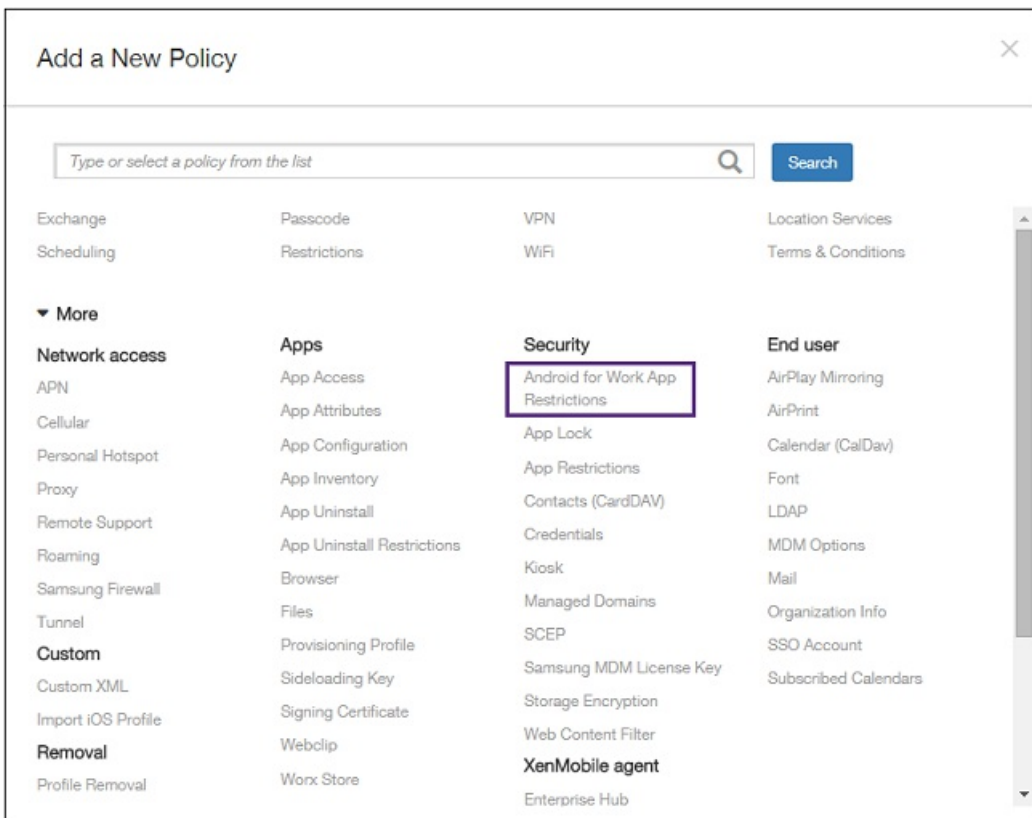 Add a New Policy
Type or select a policy from the list
Search
Exchange
Passcode
VPN
Location Services
Scheduling
Restrictions
WiFi
Terms & Conditions
More
Network access
APN
Cellular
Personal Hotspot
Proxy
Remote Support
Roaming
Samsung Firewall
Tunnel
Custom
Custom XML
Import iOS Profile
Removal
Profile Removal
Apps
App Access
App Attributes
App Configuration
App Inventory
App Uninstall
App Uninstall Restrictions
Browser
Files
Provisioning Profile
Sideloading Key
Signing Certificate
Webclip
Worx Store
Security
Android for Work App
Restrictions
App Lock
App Restrictions
Contacts (CardDAV)
Credentials
Kiosk
Managed Domains
SCEP
Samsung MDM License Key
Storage Encryption
Web Content Filter
XenMobile agent
Enterprise Hub
End user
AirPlay Mirroring
AirPrint
Calendar (CalDav)
Font
LDAP
MDM Options
Mail
Organization Info
SSO Account
Subscribed Calendars